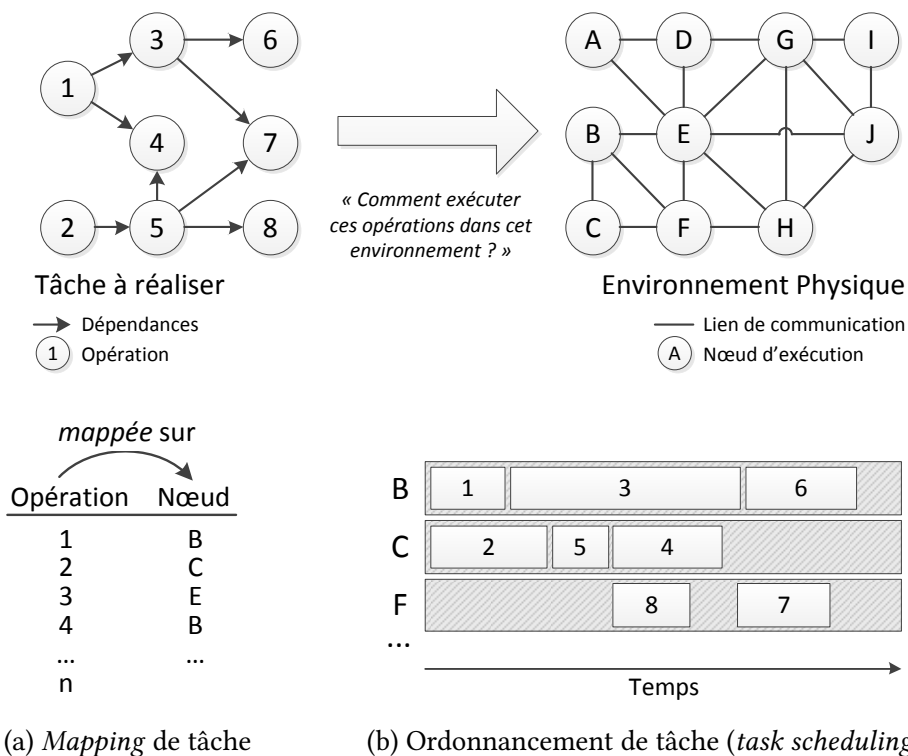 3 6
1
4 7
2 5 8
A D G I
B E J
C F H
« Comment exécuter
ces opérations dans cet
environnement ? »
Tâche à réaliser
Dépendances
1 Opération
Environnement Physique
Lien de communication
A Nœud d'exécution
mappée sur
Opération Nœud
1 B
2 C
3 E
4 B
... ...
n
B 1 3 6
C 2 5 4
F 8 7
...
Temps
(a) Mapping de tâche
(b) Ordonnancement de tâche (task scheduling